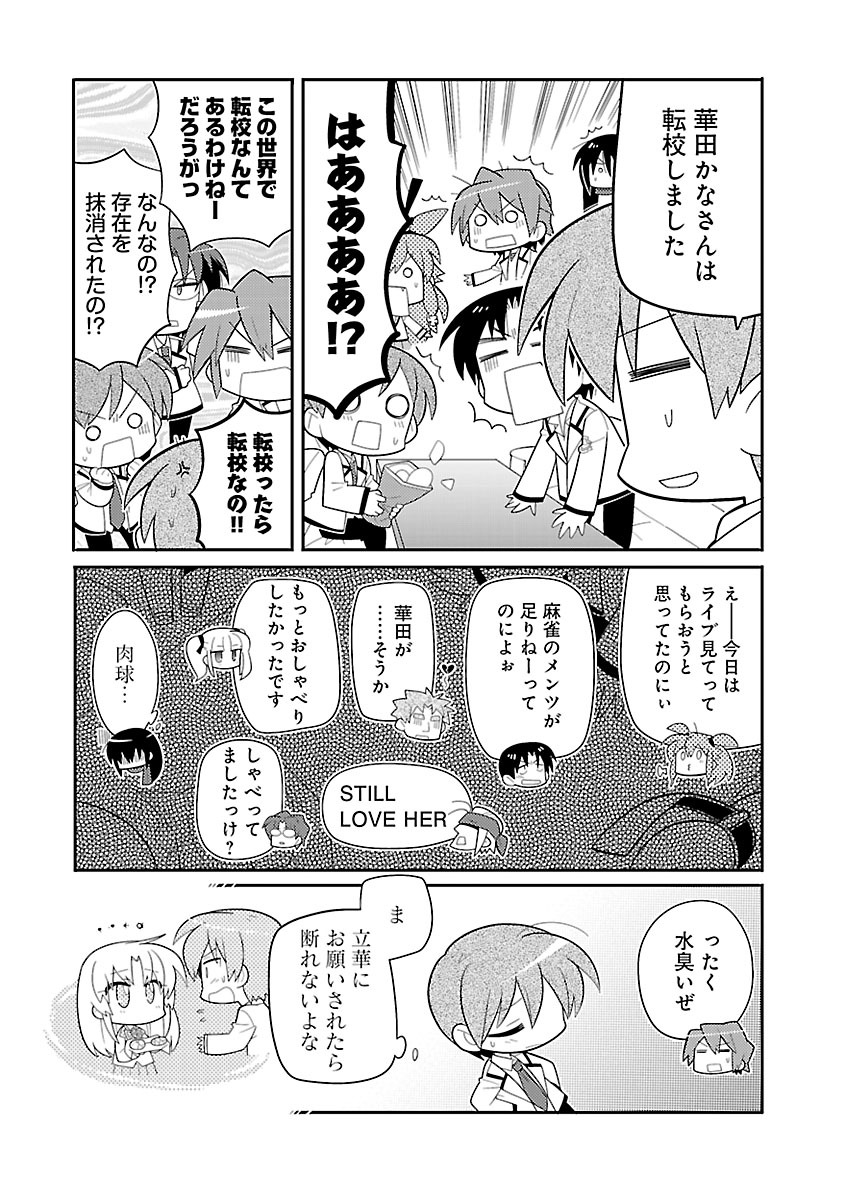 華田かなさんは
転校しました
はああああ!?
この世界で
転校なんて
あるわけねー
だろうがっ
なんなの!?
存在を
抹消されたの!?
転校ったら
転校なの!!
えー今日は
ライブ見てって
もらおうと
思ってたのにぃ
麻雀のメンツが
足りねーって
のによぉ
華田が
……そうか
もっとおしゃべり
したかったです
肉球…
STILL
LOVE HER
しゃべって
ましたっけ?
ったく
水臭いぜ
ま
立華に
お願いされたら
断れないよな